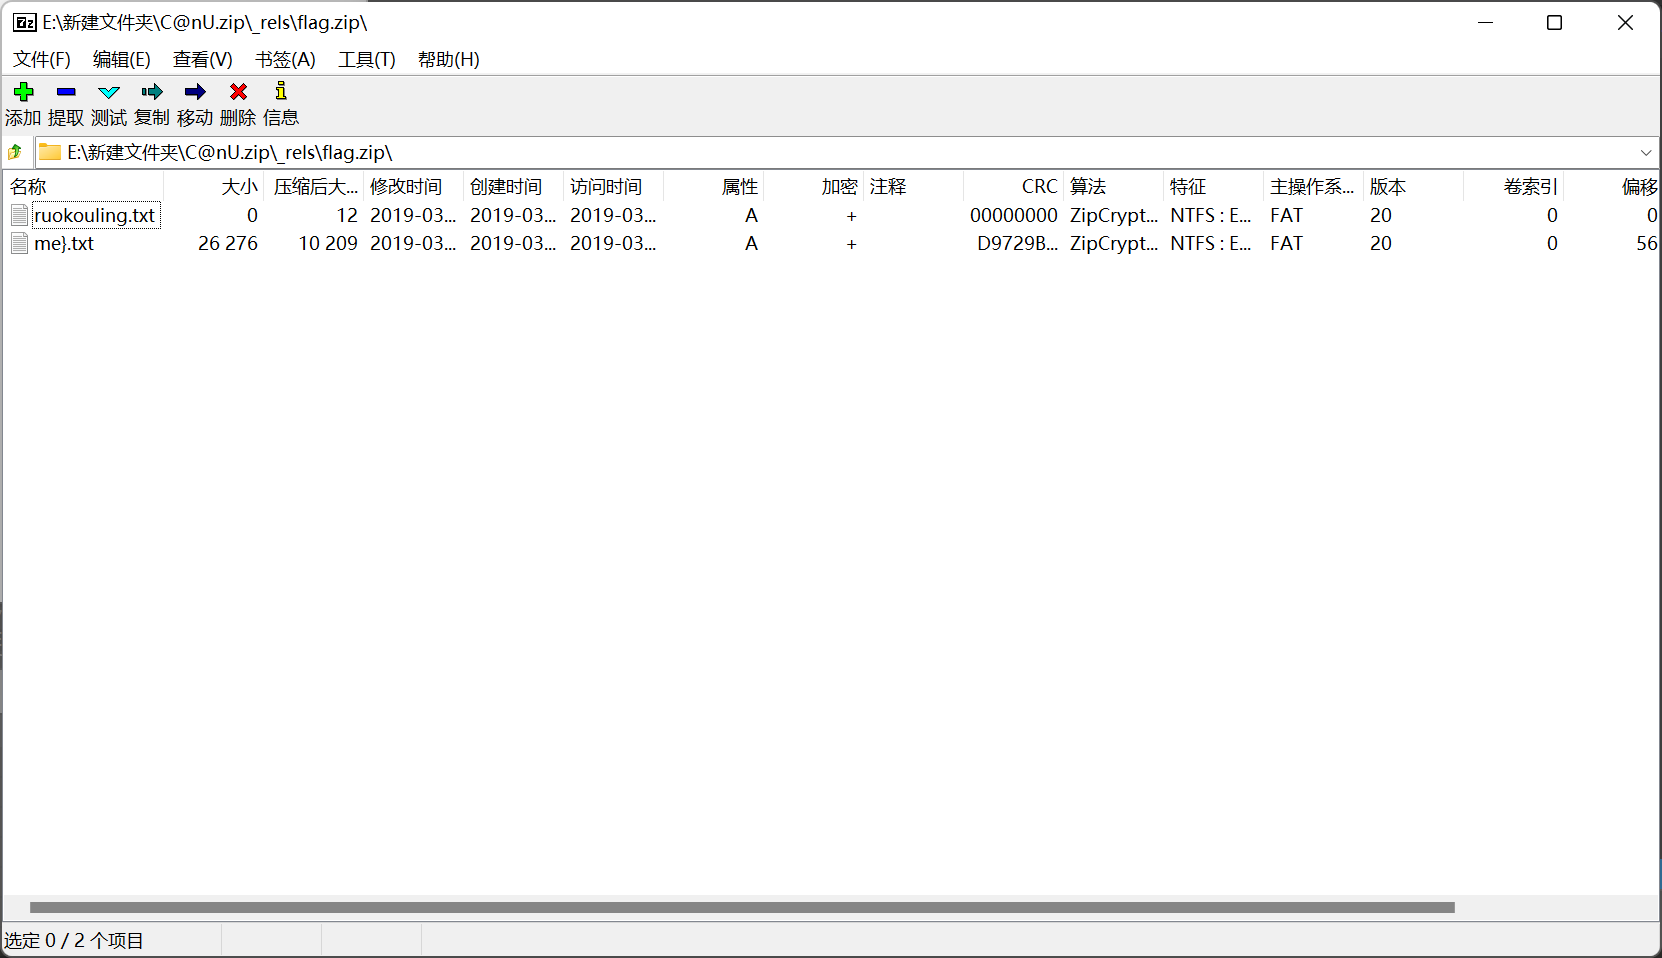 E:\新建文件夹\C@nU.zip\_rels\flag.zip\
文件(F) 编辑(E) 查看(V) 书签(A) 工具(T) 帮助(H)
添加 提取 测试 复制 移动 删除 信息
E:\新建文件夹\C@nU.zip\_rels\flag.zip\
名称 大小 压缩后大... 修改时间 创建时间 访问时间 属性 加密 注释 CRC 算法 特征 主操作系... 版本 卷索引 偏移
ruokouling.txt 0 12 2019-03... 2019-03... 2019-03... A + 00000000 ZipCrypt... NTFS : E... FAT 20 0 0
me}.txt 26 276 10 209 2019-03... 2019-03... 2019-03... A + D9729B... ZipCrypt... NTFS : E... FAT 20 0 56
选定 0 / 2 个项目